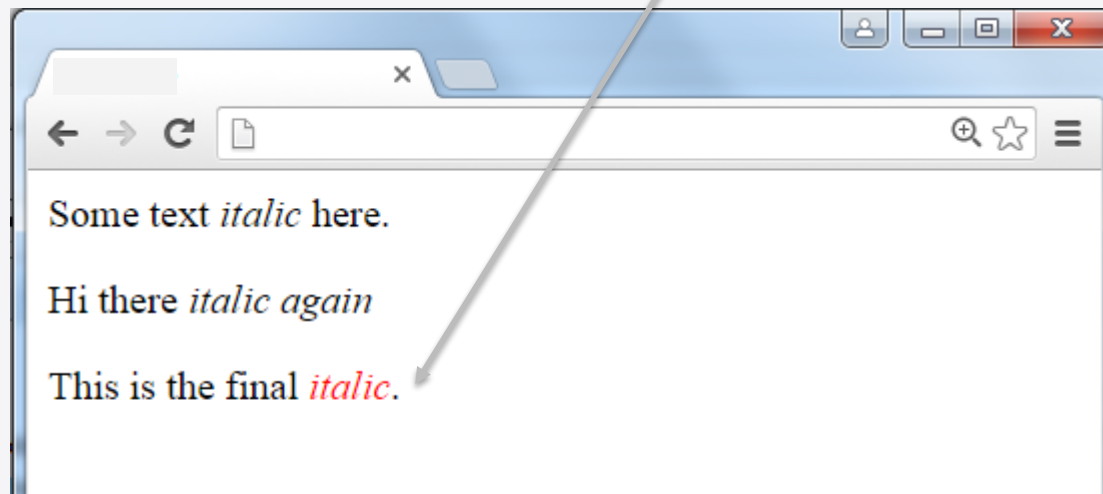 Some text italic here.
Hi there italic again
This is the final italic.